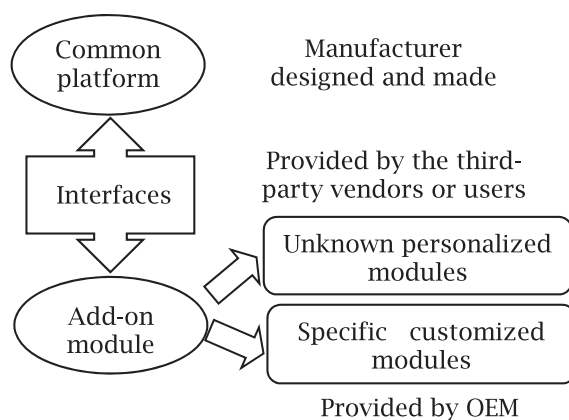 Common
platform
Manufacturer
designed and made
Interfaces
Provided by the third-
party vendors or users
Unknown personalized
modules
Add-on
module
Specific customized
modules
Provided by OEM